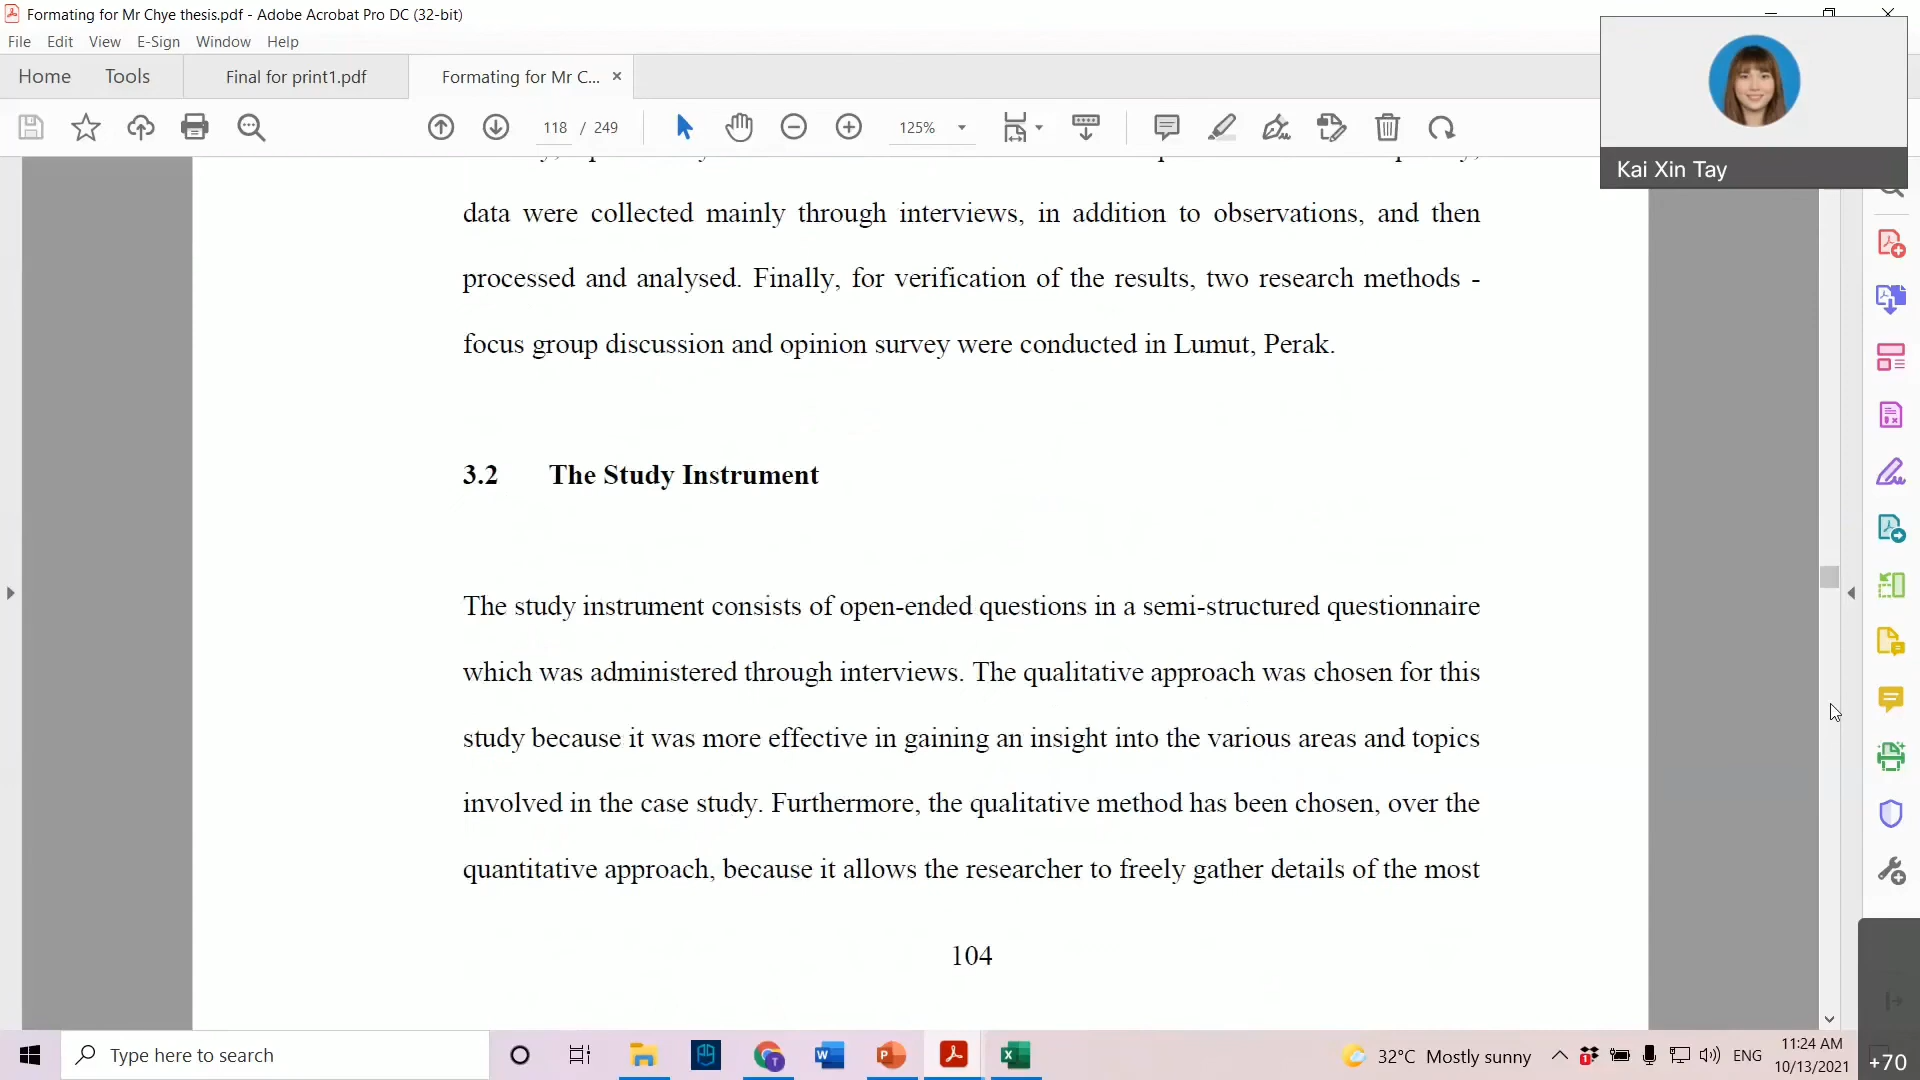 Formating for Mr Chye thesis.pdf - Adobe Acrobat Pro DC (32-bit)
File Edit View E-Sign Window Help
Home Tools Final for print1.pdf Formating for Mr C... ×
118 / 249 125%
Kai Xin Tay
data were collected mainly through interviews, in addition to observations, and then
processed and analysed. Finally, for verification of the results, two research methods -
focus group discussion and opinion survey were conducted in Lumut, Perak.
3.2 The Study Instrument
The study instrument consists of open-ended questions in a semi-structured questionnaire
which was administered through interviews. The qualitative approach was chosen for this
study because it was more effective in gaining an insight into the various areas and topics
involved in the case study. Furthermore, the qualitative method has been chosen, over the
quantitative approach, because it allows the researcher to freely gather details of the most
104
Type here to search
32°C Mostly sunny
ENG
11:24 AM
10/13/2021
+70